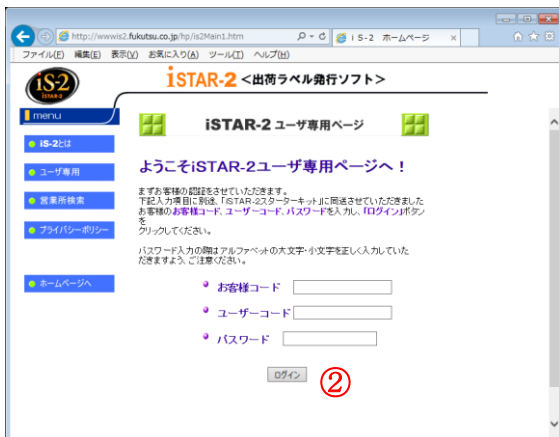 http://wwwis2.fukutsu.co.jp/hp/is2Main1.htm
iS-2 ホームページ
ファイル(F) 編集(E) 表示(V) お気に入り(A) ツール(T) ヘルプ(H)
iS-2
iSTAR-2
iSTAR-2 <出荷ラベル発行ソフト>
menu
iS-2とは
ユーザ専用
営業所検索
プライバシーポリシー
ホームページへ
iSTAR-2 ユーザ専用ページ
ようこそiSTAR-2ユーザ専用ページへ！
まずお客様の認証をさせていただきます。
下記入力項目に別途、「iSTAR-2スターターキット」に同送させていただきました
お客様のお客様コード、ユーザーコード、パスワードを入力し、「ログイン」ボタン
を
クリックしてください。
パスワード入力の際はアルファベットの大文字・小文字を正しく入力していた
だきますよう、ご注意ください。
お客様コード
ユーザーコード
パスワード
ログイン
②